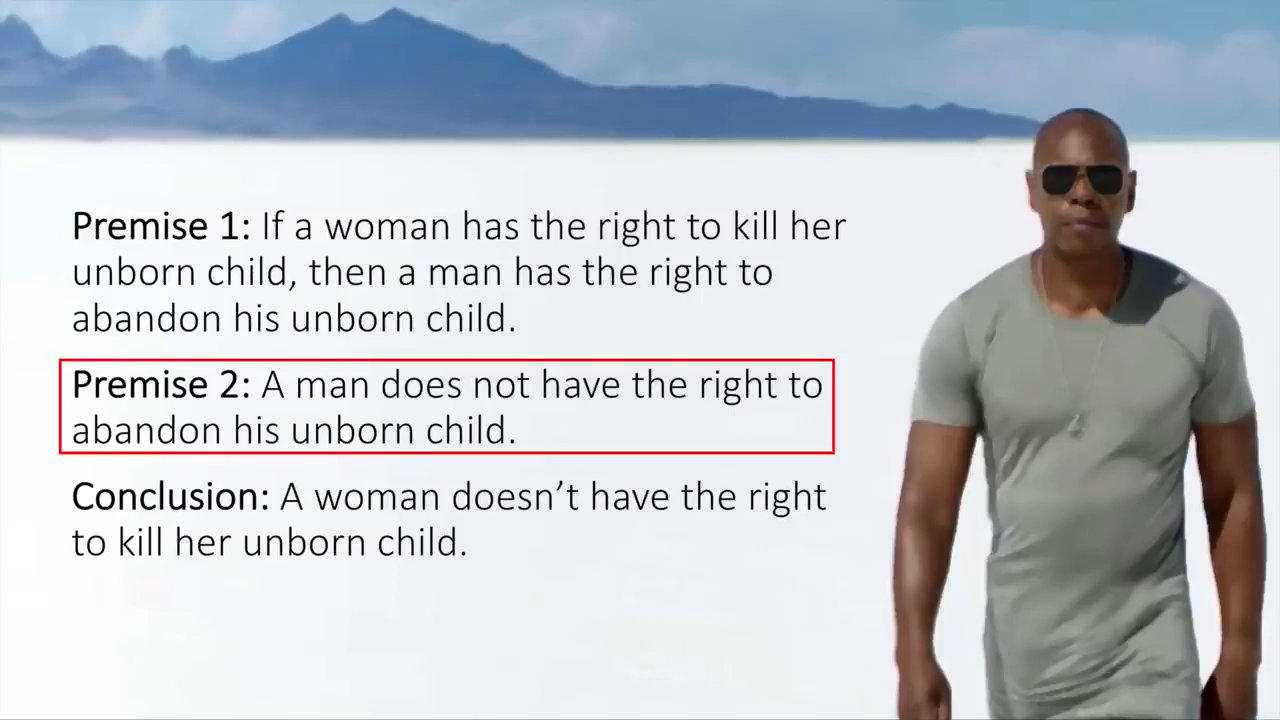 Premise 1: If a woman has the right to kill her
unborn child, then a man has the right to
abandon his unborn child.
Premise 2: A man does not have the right to
abandon his unborn child.
Conclusion: A woman doesn’t have the right
to kill her unborn child.